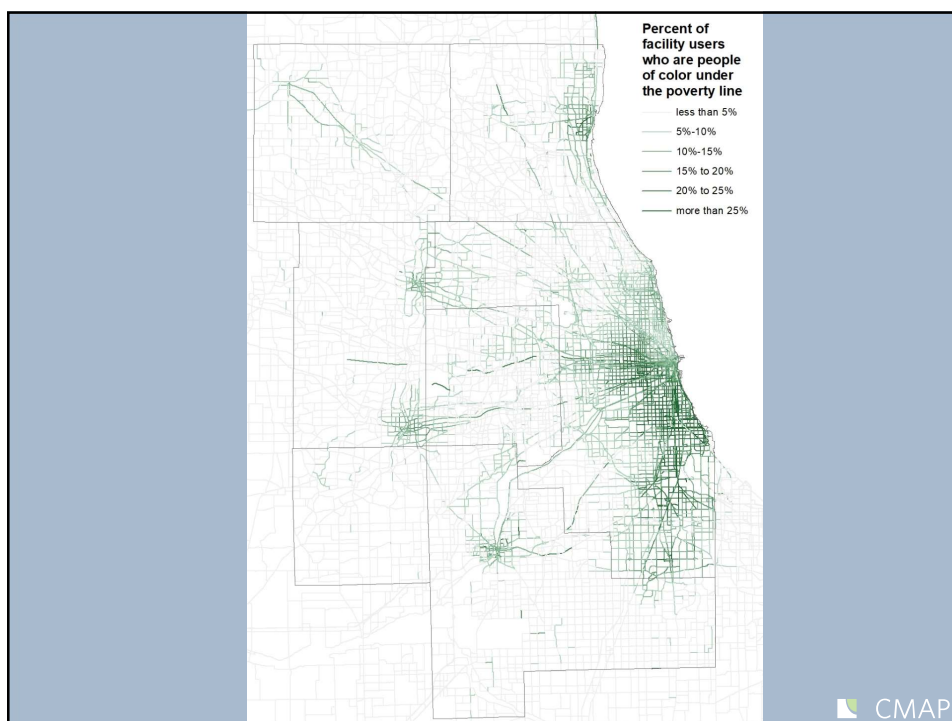 Percent of
facility users
who are people
of color under
the poverty line
less than 5%
5%-10%
10%-15%
15% to 20%
20% to 25%
more than 25%
CMAP